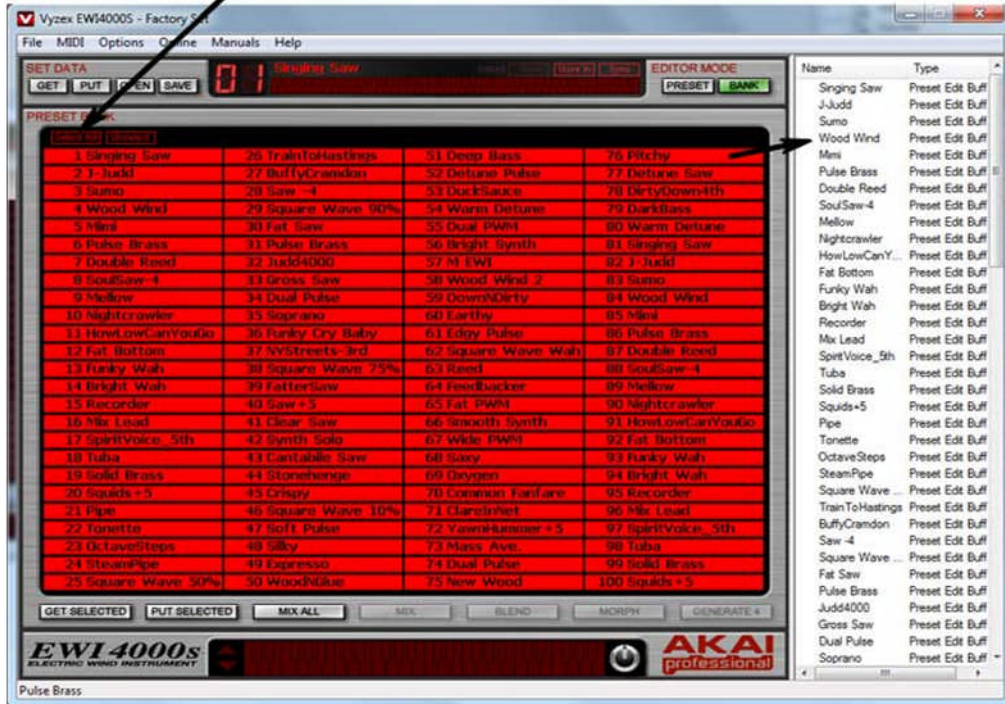 Vyzex EWI4000S - Factory Set
File MIDI Options Online Manuals Help
SET DATA
GET PUT OPEN SAVE
01 Singing Saw
EDITOR MODE
PRESET BANK
PRESET BANK
Select All
1 Singing Saw 26 TrainToHastings 51 Deep Bass 76 Pitchy
2 J-Judd 27 BuffyCramdon 52 Detune Pulse 77 Detune Saw
3 Sumo 28 Saw -4 53 DuckSauce 78 DirtyDown4th
4 Wood Wind 29 Square Wave 90% 54 Warm Detune 79 DarkBass
5 Mimi 30 Fat Saw 55 Dual PWM 80 Warm Detune
6 Pulse Brass 31 Pulse Brass 56 Bright Synth 81 Singing Saw
7 Double Reed 32 Judd4000 57 M EWI 82 J-Judd
8 SoulSaw-4 33 Gross Saw 58 Wood Wind 2 83 Sumo
9 Mellow 34 Dual Pulse 59 DownNDirty 84 Wood Wind
10 Nightcrawler 35 Soprano 60 Earthy 85 Mimi
11 HowLowCanYouGo 36 Funky Cry Baby 61 Edgy Pulse 86 Pulse Brass
12 Fat Bottom 37 NYStreets-3rd 62 Square Wave Wah 87 Double Reed
13 Funky Wah 38 Square Wave 75% 63 Reed 88 SoulSaw-4
14 Bright Wah 39 FatterSaw 64 Feedbacker 89 Mellow
15 Recorder 40 Saw+5 65 Fat PWM 90 Nightcrawler
16 Mix Lead 41 Clear Saw 66 Smooth Synth 91 HowLowCanYouGo
17 SpiritVoice_5th 42 Synth Solo 67 Wide PWM 92 Fat Bottom
18 Tuba 43 Cantabile Saw 68 Saxy 93 Funky Wah
19 Solid Brass 44 Stonehenge 69 Oxygen 94 Bright Wah
20 Squids+5 45 Crispy 70 Common Fanfare 95 Recorder
21 Pipe 46 Square Wave 10% 71 ClareInNet 96 Mix Lead
22 Tonette 47 Soft Pulse 72 YawnHummer+5 97 SpiritVoice_5th
23 OctaveSteps 48 Silky 73 Mass Ave. 98 Tuba
24 SteamPipe 49 Expresso 74 Dual Pulse 99 Solid Brass
25 Square Wave 50% 50 WoodNGlue 75 New Wood 100 Squids+5
GET SELECTED PUT SELECTED MIX ALL MIX BLEND MORPH GENERATE 4
EWI 4000s
ELECTRIC WIND INSTRUMENT
AKAI
professional
Pulse Brass
Name Type
Singing Saw Preset Edit Buff
J-Judd Preset Edit Buff
Sumo Preset Edit Buff
Wood Wind Preset Edit Buff
Mimi Preset Edit Buff
Pulse Brass Preset Edit Buff
Double Reed Preset Edit Buff
SoulSaw-4 Preset Edit Buff
Mellow Preset Edit Buff
Nightcrawler Preset Edit Buff
HowLowCanY... Preset Edit Buff
Fat Bottom Preset Edit Buff
Funky Wah Preset Edit Buff
Bright Wah Preset Edit Buff
Recorder Preset Edit Buff
Mix Lead Preset Edit Buff
SpiritVoice_5th Preset Edit Buff
Tuba Preset Edit Buff
Solid Brass Preset Edit Buff
Squids+5 Preset Edit Buff
Pipe Preset Edit Buff
Tonette Preset Edit Buff
OctaveSteps Preset Edit Buff
SteamPipe Preset Edit Buff
Square Wave ... Preset Edit Buff
TrainToHastings Preset Edit Buff
BuffyCramdon Preset Edit Buff
Saw -4 Preset Edit Buff
Square Wave ... Preset Edit Buff
Fat Saw Preset Edit Buff
Pulse Brass Preset Edit Buff
Judd4000 Preset Edit Buff
Gross Saw Preset Edit Buff
Dual Pulse Preset Edit Buff
Soprano Preset Edit Buff